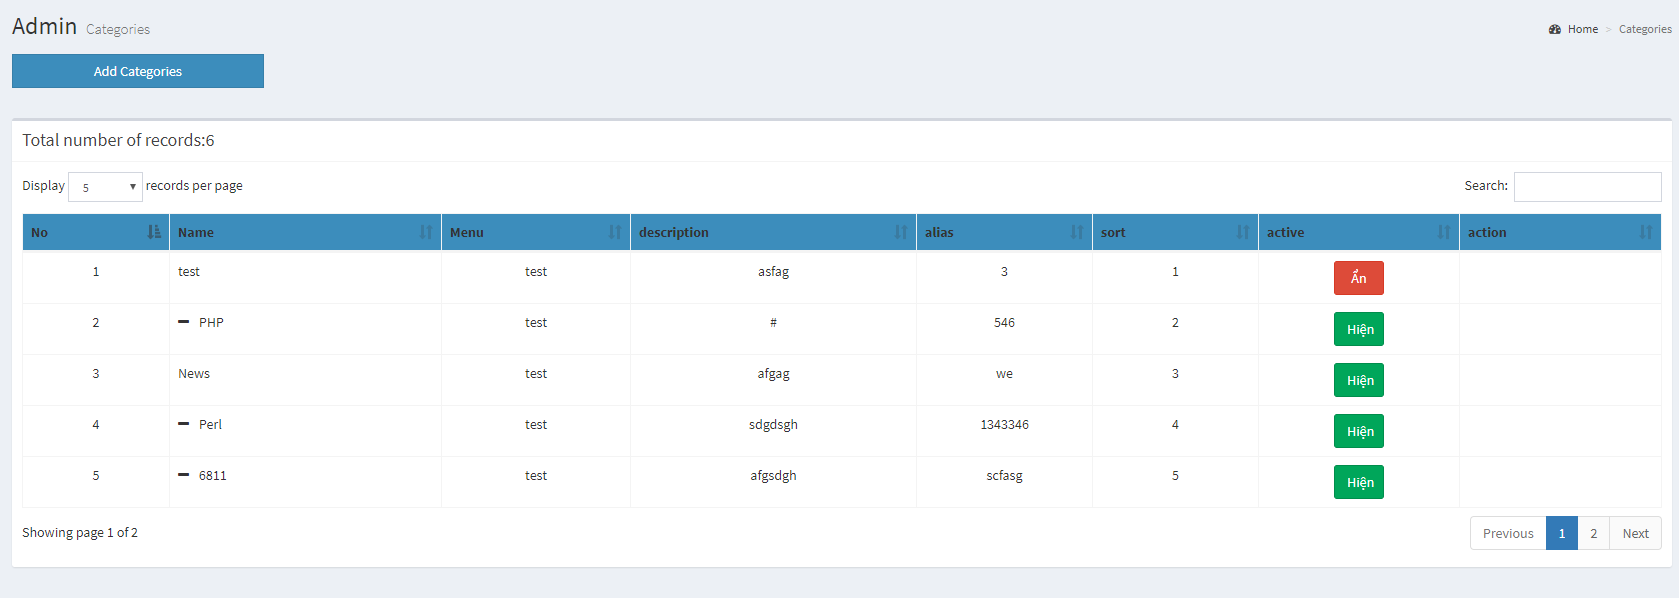 Admin Categories
Home > Categories
Add Categories
Total number of records:6
Display 5 records per page
Search:
No Name Menu description alias sort active action
1 test test asfag 3 1 Ẩn
2 PHP test # 546 2 Hiện
3 News test afgag we 3 Hiện
4 Perl test sdgdsgh 1343346 4 Hiện
5 6811 test afgsdgh scfasg 5 Hiện
Showing page 1 of 2
Previous 1 2 Next